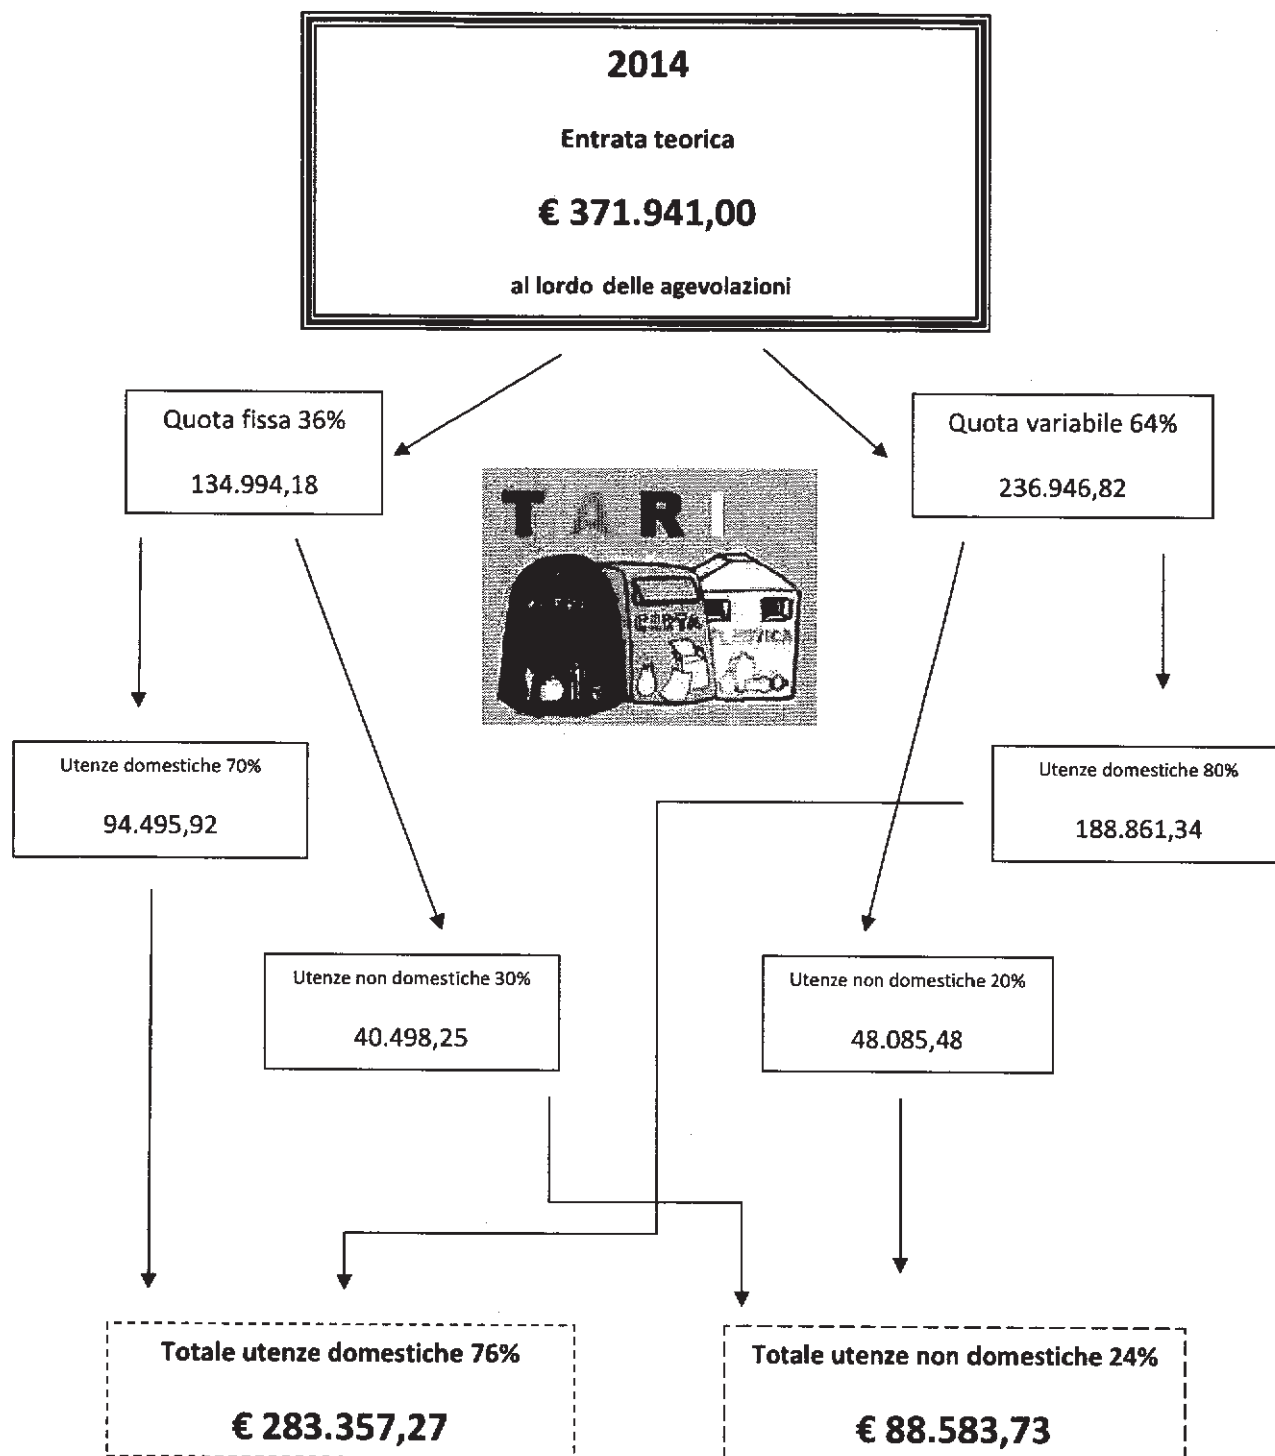 2014
Entrata teorica
€ 371.941,00
al lordo delle agevolazioni
Quota fissa 36%
134.994,18
Quota variabile 64%
236.946,82
T A R I
CARTA
Utenze domestiche 70%
94.495,92
Utenze domestiche 80%
188.861,34
Utenze non domestiche 30%
40.498,25
Utenze non domestiche 20%
48.085,48
Totale utenze domestiche 76%
€ 283.357,27
Totale utenze non domestiche 24%
€ 88.583,73